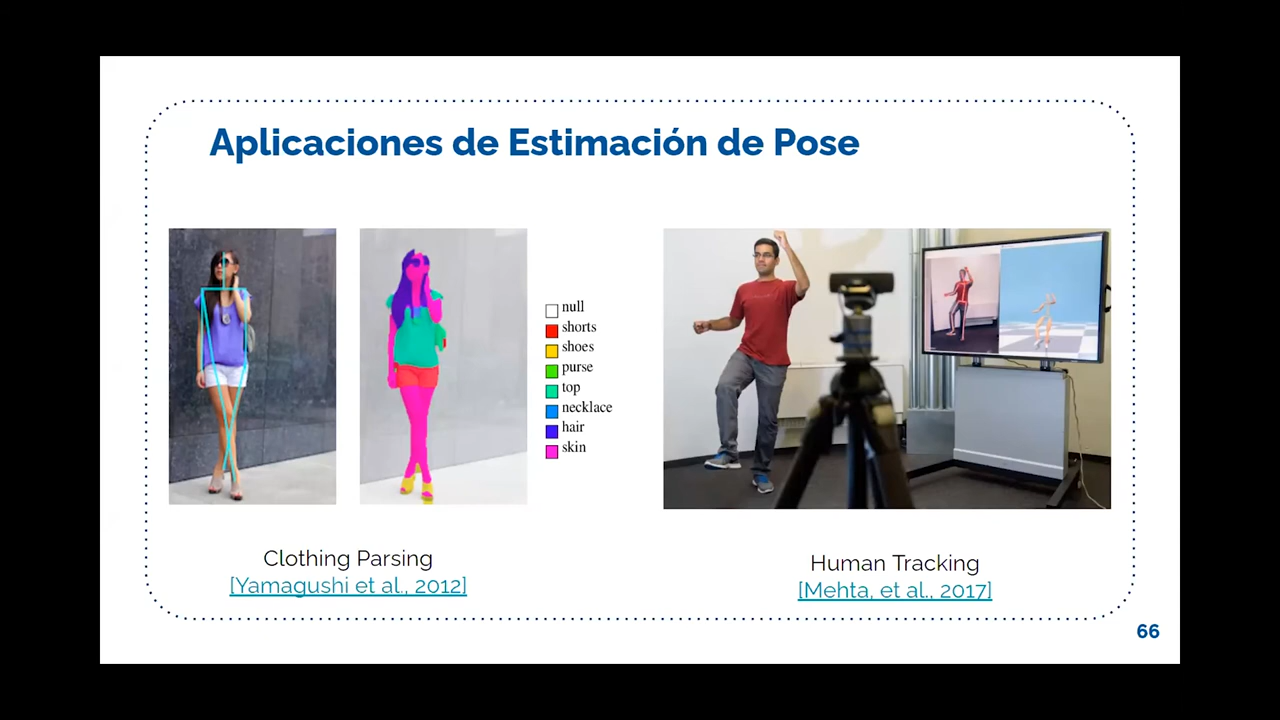 Aplicaciones de Estimación de Pose
null
shorts
shoes
purse
top
necklace
hair
skin
Clothing Parsing
[Yamagushi et al., 2012]
Human Tracking
[Mehta, et al., 2017]
66